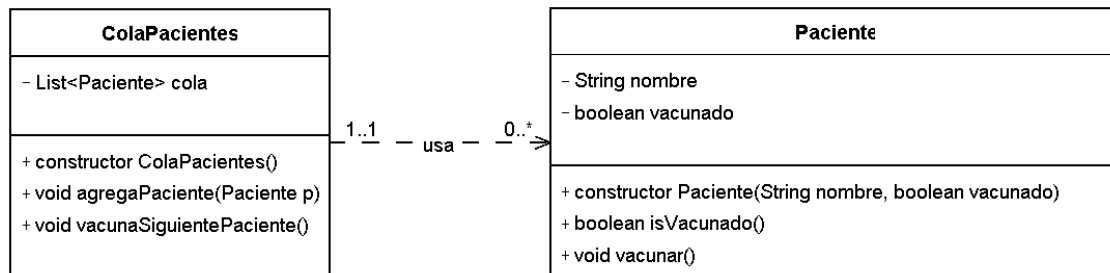 ColaPacientes
- List<Paciente> cola
+ constructor ColaPacientes()
+ void agregaPaciente(Paciente p)
+ void vacunaSiguientePaciente()
1..1
usa
0..*
Paciente
- String nombre
- boolean vacunado
+ constructor Paciente(String nombre, boolean vacunado)
+ boolean isVacunado()
+ void vacunar()